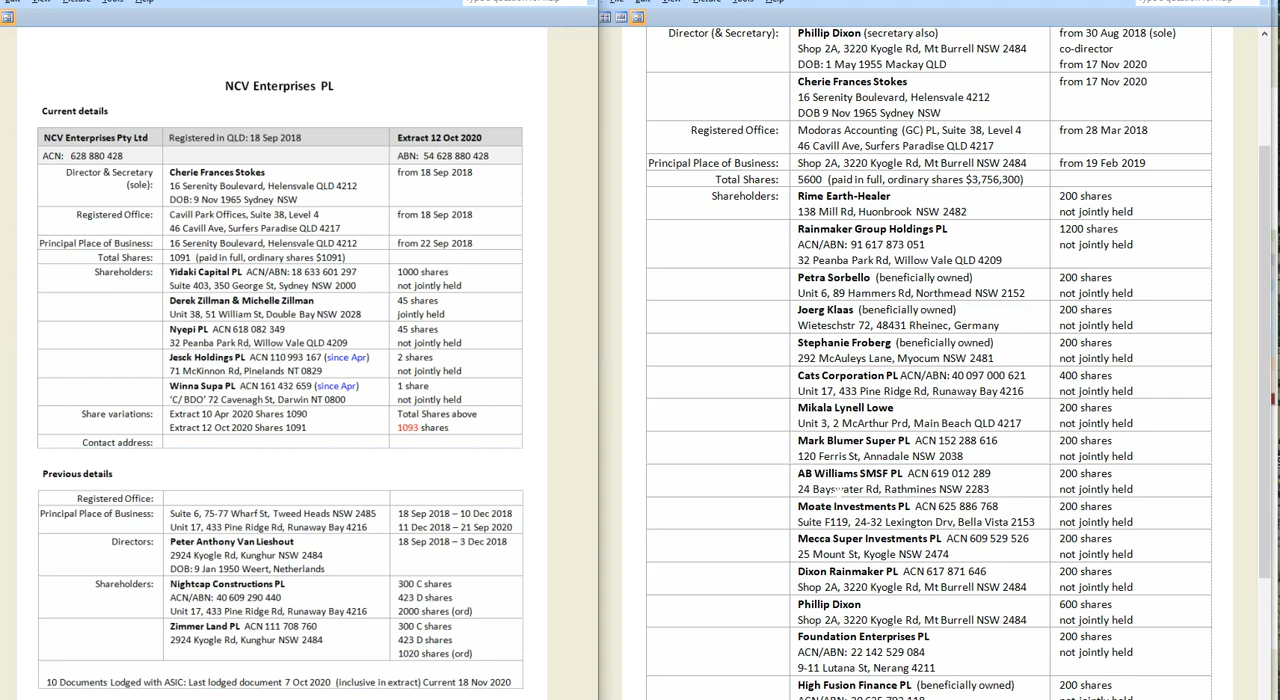 NCV Enterprises PL
Current details
NCV Enterprises Pty Ltd Registered in QLD: 18 Sep 2018 Extract 12 Oct 2020
ACN: 628 880 428 ABN: 54 628 880 428
Director & Secretary Cherie Frances Stokes from 18 Sep 2018
(sole): 16 Serenity Boulevard, Helensvale QLD 4212
DOB: 9 Nov 1965 Sydney NSW
Registered Office: Cavill Park Offices, Suite 38, Level 4 from 18 Sep 2018
46 Cavill Ave, Surfers Paradise QLD 4217
Principal Place of Business: 16 Serenity Boulevard, Helensvale QLD 4212 from 22 Sep 2018
Total Shares: 1091 (paid in full, ordinary shares $1091)
Shareholders: Yidaki Capital PL ACN/ABN: 18 633 601 297 1000 shares
Suite 403, 350 George St, Sydney NSW 2000 not jointly held
Derek Zillman & Michelle Zillman 45 shares
Unit 38, 51 William St, Double Bay NSW 2028 jointly held
Nyepi PL ACN 618 082 349 45 shares
32 Peanba Park Rd, Willow Vale QLD 4209 not jointly held
Jesck Holdings PL ACN 110 993 167 (since Apr) 2 shares
71 McKinnon Rd, Pinelands NT 0829 not jointly held
Winna Supa PL ACN 161 432 659 (since Apr) 1 share
'C/ BDO' 72 Cavenagh St, Darwin NT 0800 not jointly held
Share variations: Extract 10 Apr 2020 Shares 1090 Total Shares above
Extract 12 Oct 2020 Shares 1091 1093 shares
Contact address:
Previous details
Registered Office:
Principal Place of Business: Suite 6, 75-77 Wharf St, Tweed Heads NSW 2485 18 Sep 2018 – 10 Dec 2018
Unit 17, 433 Pine Ridge Rd, Runaway Bay 4216 11 Dec 2018 – 21 Sep 2020
Directors: Peter Anthony Van Lieshout 18 Sep 2018 – 3 Dec 2018
2924 Kyogle Rd, Kunghur NSW 2484
DOB: 9 Jan 1950 Weert, Netherlands
Shareholders: Nightcap Constructions PL 300 C shares
ACN/ABN: 40 609 290 440 423 D shares
Unit 17, 433 Pine Ridge Rd, Runaway Bay 4216 2000 shares (ord)
Zimmer Land PL ACN 111 708 760 300 C shares
2924 Kyogle Rd, Kunghur NSW 2484 423 D shares
1020 shares (ord)
10 Documents Lodged with ASIC: Last lodged document 7 Oct 2020 (inclusive in extract) Current 18 Nov 2020
Director (& Secretary): Phillip Dixon (secretary also) from 30 Aug 2018 (sole)
Shop 2A, 3220 Kyogle Rd, Mt Burrell NSW 2484 co-director
DOB: 1 May 1955 Mackay QLD from 17 Nov 2020
Cherie Frances Stokes from 17 Nov 2020
16 Serenity Boulevard, Helensvale 4212
DOB 9 Nov 1965 Sydney NSW
Registered Office: Modoras Accounting (GC) PL, Suite 38, Level 4 from 28 Mar 2018
46 Cavill Ave, Surfers Paradise QLD 4217
Principal Place of Business: Shop 2A, 3220 Kyogle Rd, Mt Burrell NSW 2484 from 19 Feb 2019
Total Shares: 5600 (paid in full, ordinary shares $3,756,300)
Shareholders: Rime Earth-Healer 200 shares
138 Mill Rd, Huonbrook NSW 2482 not jointly held
Rainmaker Group Holdings PL 1200 shares
ACN/ABN: 91 617 873 051 not jointly held
32 Peanba Park Rd, Willow Vale QLD 4209
Petra Sorbello (beneficially owned) 200 shares
Unit 6, 89 Hammers Rd, Northmead NSW 2152 not jointly held
Joerg Klaas (beneficially owned) 200 shares
Wieteschstr 72, 48431 Rheinec, Germany not jointly held
Stephanie Froberg (beneficially owned) 200 shares
292 McAuleys Lane, Myocum NSW 2481 not jointly held
Cats Corporation PL ACN/ABN: 40 097 000 621 400 shares
Unit 17, 433 Pine Ridge Rd, Runaway Bay 4216 not jointly held
Mikala Lynell Lowe 200 shares
Unit 3, 2 McArthur Prd, Main Beach QLD 4217 not jointly held
Mark Blumer Super PL ACN 152 288 616 200 shares
120 Ferris St, Annadale NSW 2038 not jointly held
AB Williams SMSF PL ACN 619 012 289 200 shares
24 Bayswater Rd, Rathmines NSW 2283 not jointly held
Moate Investments PL ACN 625 886 768 200 shares
Suite F119, 24-32 Lexington Drv, Bella Vista 2153 not jointly held
Mecca Super Investments PL ACN 609 529 526 200 shares
25 Mount St, Kyogle NSW 2474 not jointly held
Dixon Rainmaker PL ACN 617 871 646 200 shares
Shop 2A, 3220 Kyogle Rd, Mt Burrell NSW 2484 not jointly held
Phillip Dixon 600 shares
Shop 2A, 3220 Kyogle Rd, Mt Burrell NSW 2484 not jointly held
Foundation Enterprises PL 200 shares
ACN/ABN: 22 142 529 084 not jointly held
9-11 Lutana St, Nerang 4211
High Fusion Finance PL (beneficially owned) 200 shares